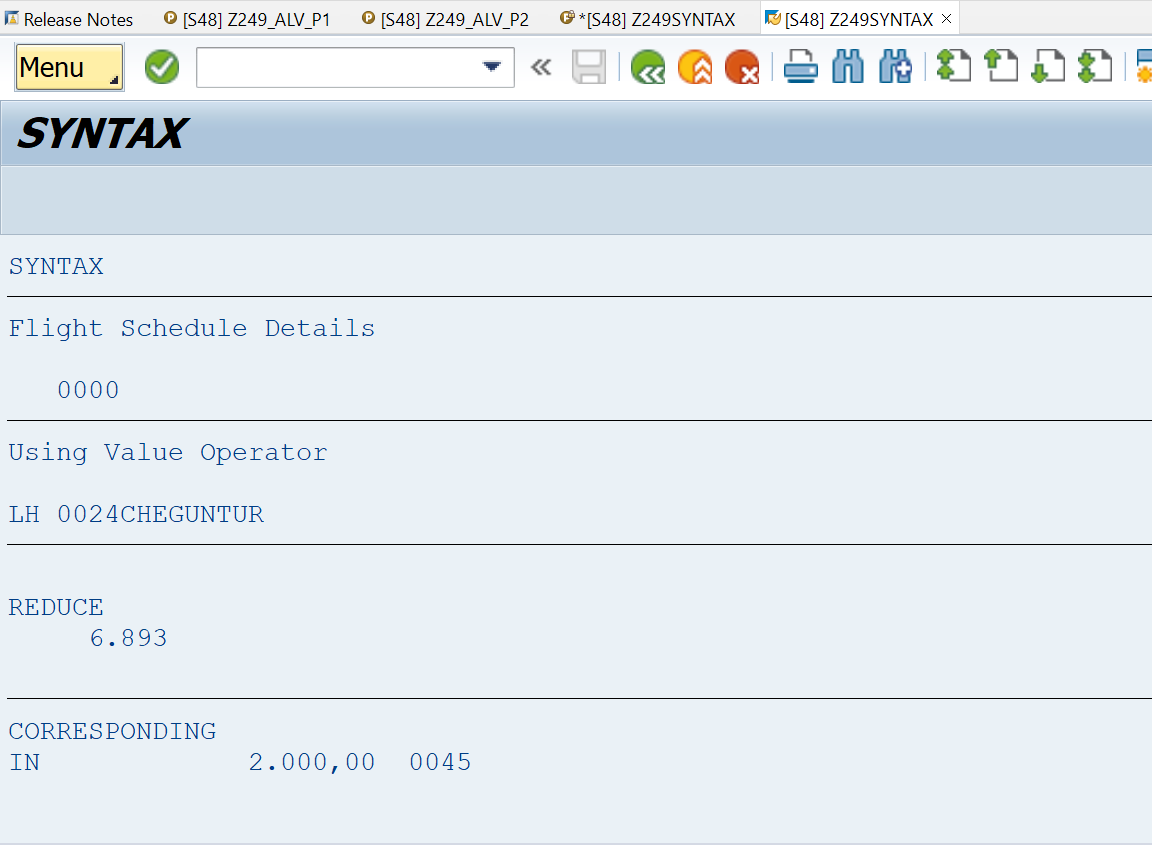 Release Notes [S48] Z249_ALV_P1 [S48] Z249_ALV_P2 *[S48] Z249SYNTAX [S48] Z249SYNTAX
Menu
SYNTAX
SYNTAX
Flight Schedule Details
0000
Using Value Operator
LH 0024CHEGUNTUR
REDUCE
6.893
CORRESPONDING
IN 2.000,00 0045